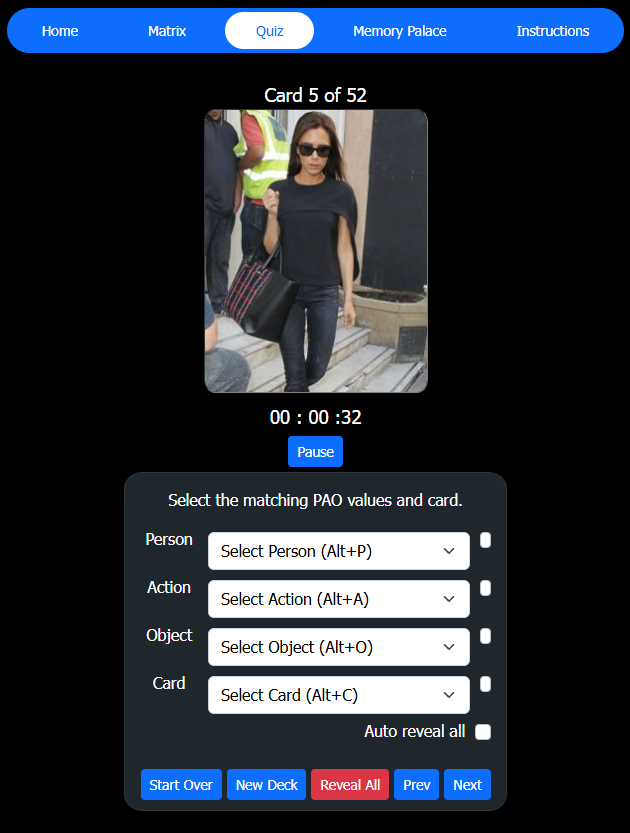 Home Matrix Quiz Memory Palace Instructions
Card 5 of 52
00 : 00 :32
Pause
Select the matching PAO values and card.
Person Select Person (Alt+P)
Action Select Action (Alt+A)
Object Select Object (Alt+O)
Card Select Card (Alt+C)
Auto reveal all
Start Over New Deck Reveal All Prev Next